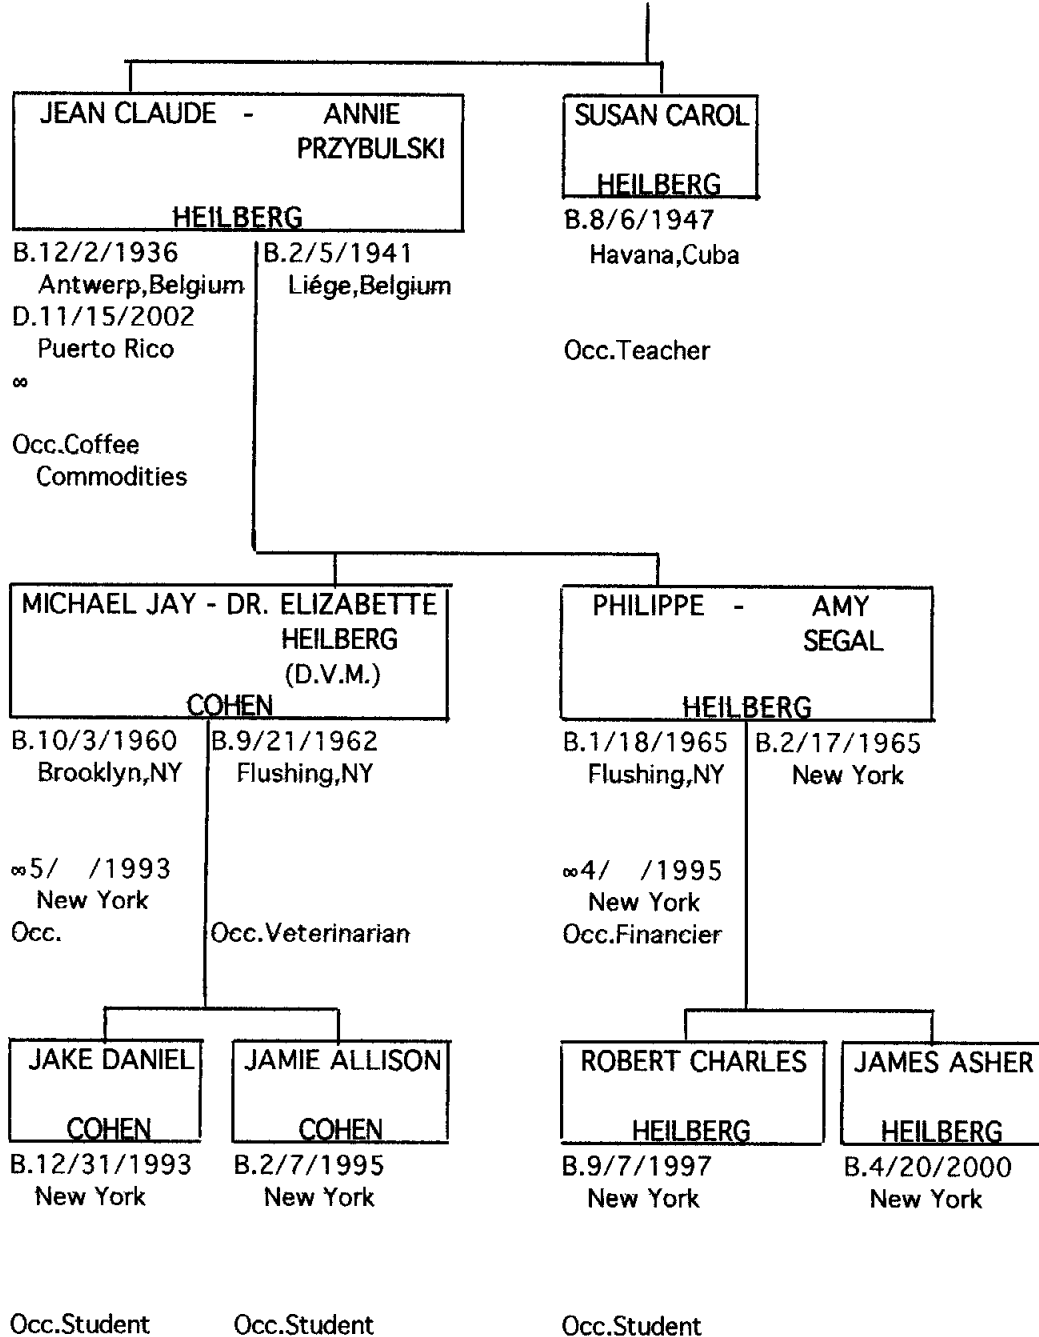 JEAN CLAUDE - ANNIE
PRZYBULSKI
HEILBERG
B.12/2/1936 B.2/5/1941
Antwerp,Belgium Liége,Belgium
D.11/15/2002
Puerto Rico
∞
Occ.Coffee
Commodities
SUSAN CAROL
HEILBERG
B.8/6/1947
Havana,Cuba
Occ.Teacher
MICHAEL JAY - DR. ELIZABETTE
HEILBERG
(D.V.M.)
COHEN
B.10/3/1960 B.9/21/1962
Brooklyn,NY Flushing,NY
∞5/ /1993
New York
Occ. Occ.Veterinarian
PHILIPPE - AMY
SEGAL
HEILBERG
B.1/18/1965 B.2/17/1965
Flushing,NY New York
∞4/ /1995
New York
Occ.Financier
JAKE DANIEL
COHEN
B.12/31/1993
New York
Occ.Student
JAMIE ALLISON
COHEN
B.2/7/1995
New York
Occ.Student
ROBERT CHARLES
HEILBERG
B.9/7/1997
New York
Occ.Student
JAMES ASHER
HEILBERG
B.4/20/2000
New York